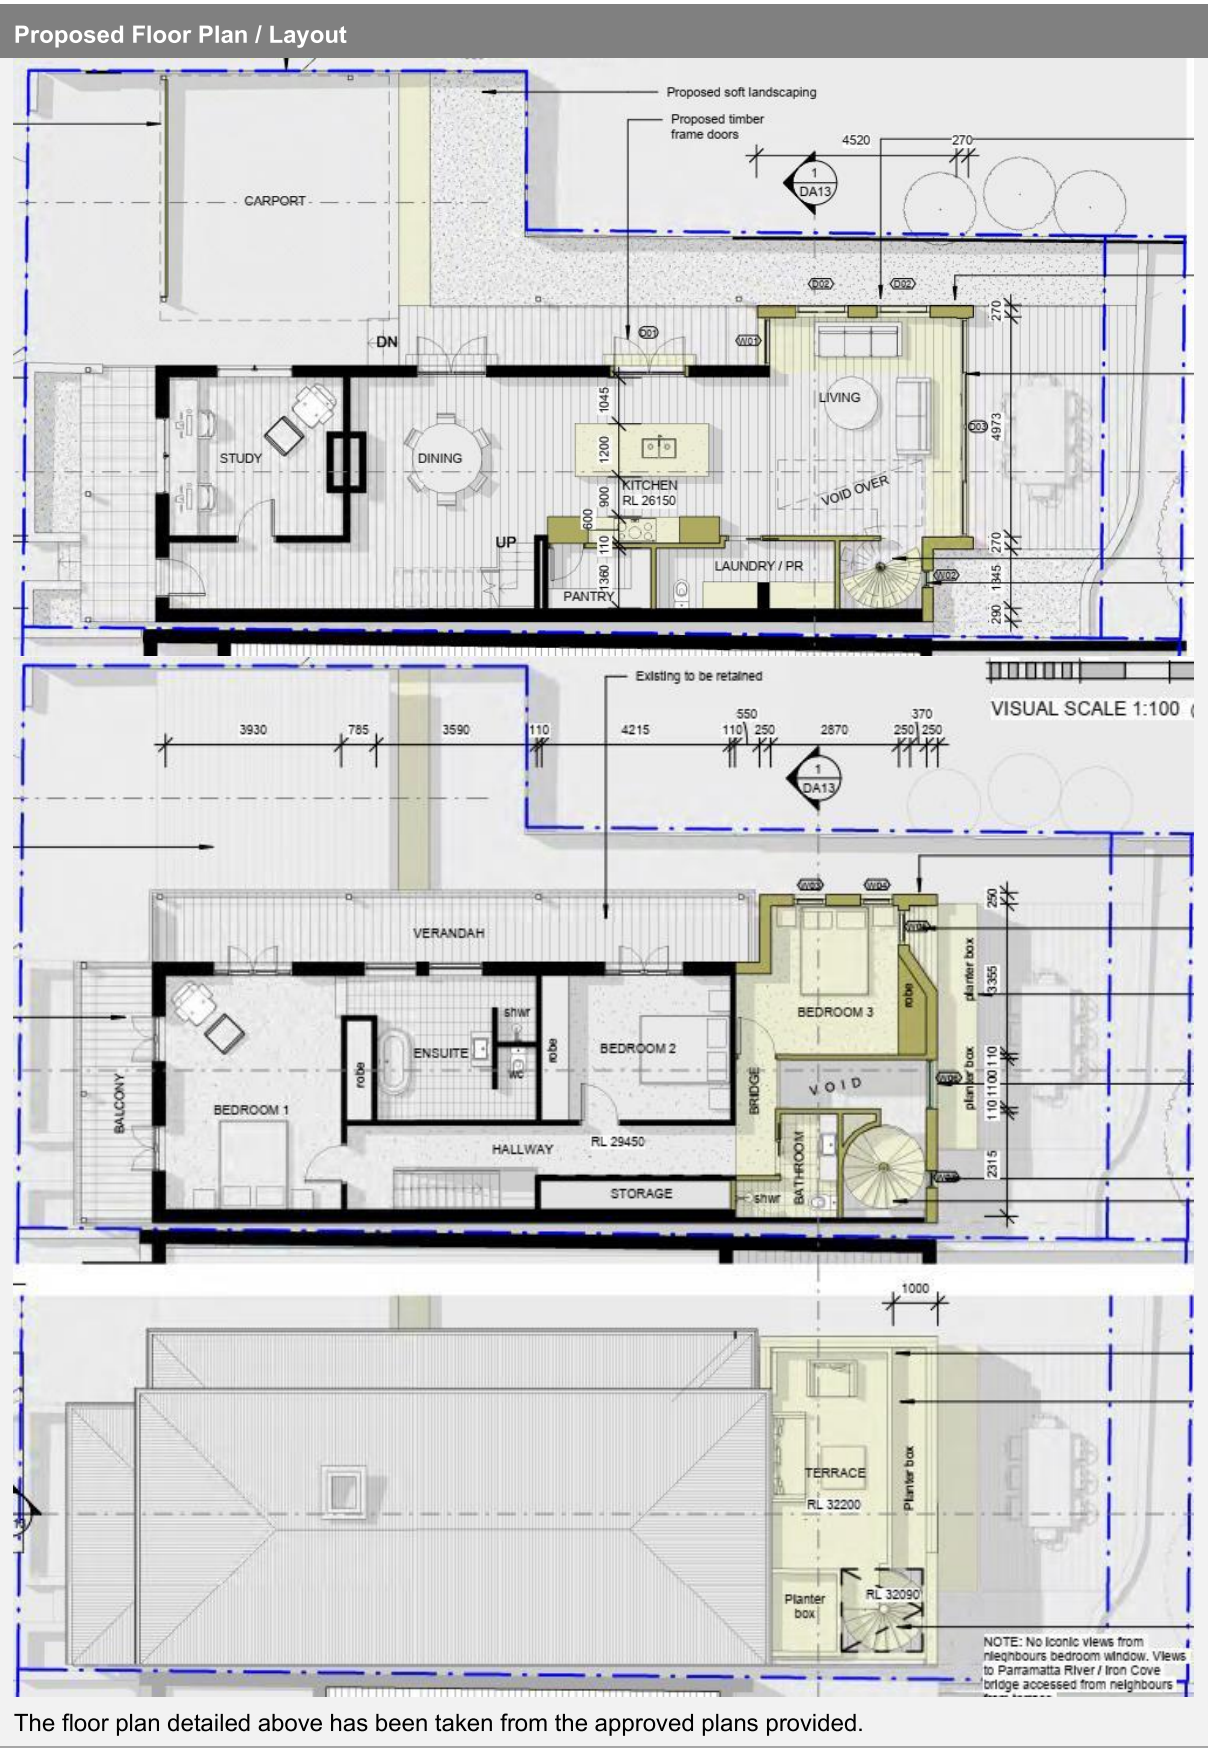 Proposed Floor Plan / Layout
Proposed soft landscaping
Proposed timber
frame doors
4520
270
1
DA13
CARPORT
D02
D02
270
DN
D01
W01
LIVING
1045
D03
4973
STUDY
DINING
1200
KITCHEN
RL 26150
VOID OVER
900
600
UP
110
270
LAUNDRY / PR
W02
1360
1345
PANTRY
290
Existing to be retained
VISUAL SCALE 1:100
3930
785
3590
110
4215
110
550
250
2870
250
370
250
1
DA13
W03
W04
250
VERANDAH
planter box
3355
shwr
robe
BEDROOM 3
ENSUITE
BEDROOM 2
robe
wc
robe
110
BALCONY
BEDROOM 1
BRIDGE
VOID
planter box
1100
110
HALLWAY
RL 29450
BATHROOM
2315
STORAGE
shwr
1000
TERRACE
RL 32200
Planter box
RL 32090
Planter
box
NOTE: No iconic views from
nieghbours bedroom window. Views
to Parramatta River / Iron Cove
bridge accessed from neighbours
The floor plan detailed above has been taken from the approved plans provided.